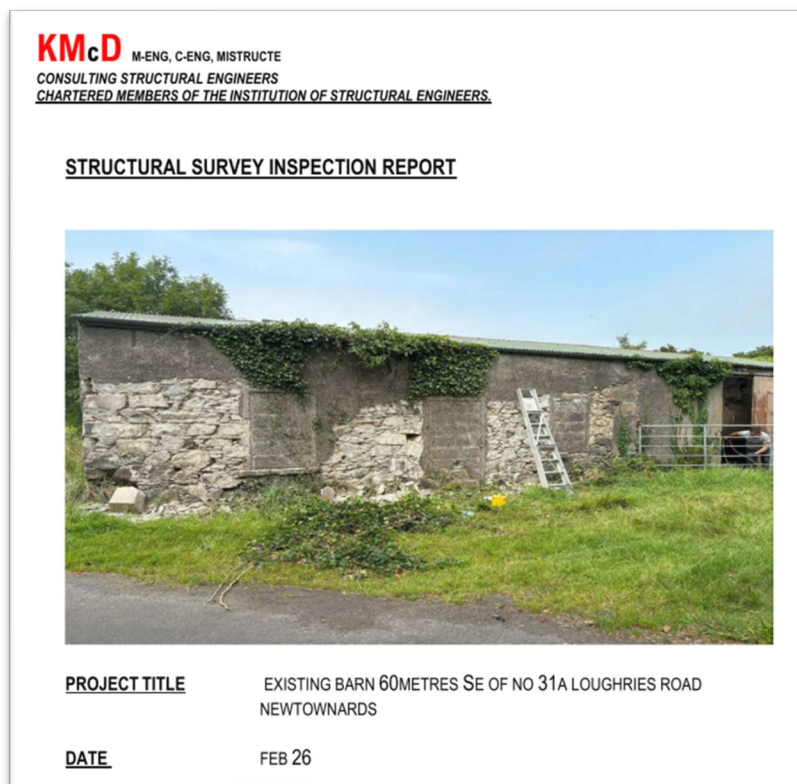 KMcD M-ENG, C-ENG, MISTRUCTE
CONSULTING STRUCTURAL ENGINEERS
CHARTERED MEMBERS OF THE INSTITUTION OF STRUCTURAL ENGINEERS.
STRUCTURAL SURVEY INSPECTION REPORT
PROJECT TITLE EXISTING BARN 60METRES SE OF NO 31A LOUGHRIES ROAD
NEWTOWNARDS
DATE FEB 26